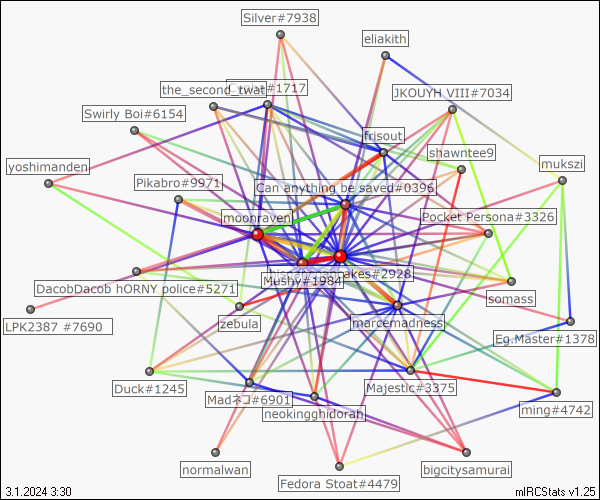 Silver#7938
eliakith
the_second_twat
#1717
JKOUYH VIII#7034
Swirly Boi#6154
frisout
shawntee9
mukszi
yoshimanden
Pikabro#9971
Can anything be saved#0396
moonraven
Pocket Persona#3326
Mushy#1984
akes#2928
DacobDacob hORNY police#5271
somass
LPK2387 #7690
zebula
marcemadness
Eg.Master#1378
Duck#1245
Madネコ#6901
Majestic#3375
neokingghidorah
ming#4742
normalwan
bigcitysamurai
Fedora Stoat#4479
3.1.2024 3:30
mIRCStats v1.25